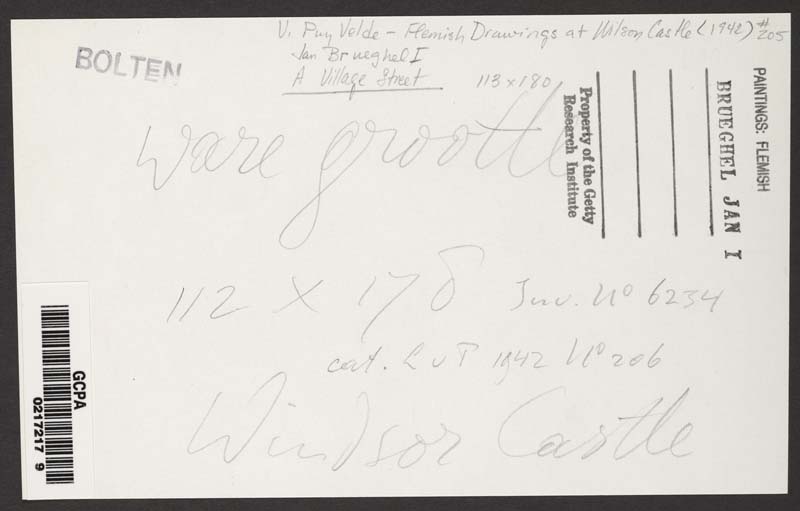 V. Puy Velde - Flemish Drawings at Wilson Castle (1942) #205
Jan Brueghel I
A Village Street 113 x 180
BOLTEN
PAINTINGS: FLEMISH
BRUEGHEL JAN I
Property of the Getty
Research Institute
ware grootte
112 X 178 Inv. No 6234
cat. L v P 1942 No 206
Windsor Castle
GCPA
0217217 9